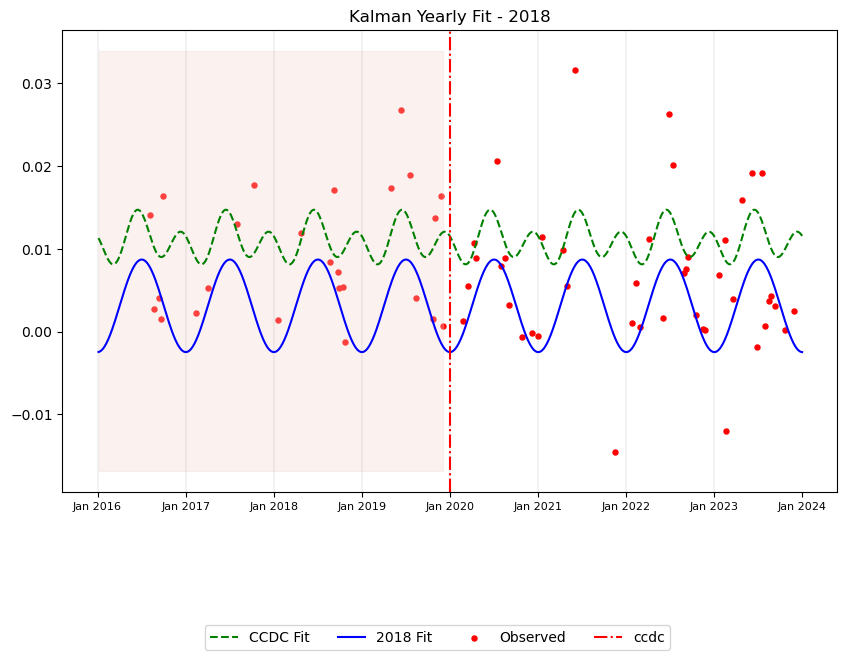 Kalman Yearly Fit - 2018
0.03
0.02
0.01
0.00
−0.01
Jan 2016 Jan 2017 Jan 2018 Jan 2019 Jan 2020 Jan 2021 Jan 2022 Jan 2023 Jan 2024
CCDC Fit 2018 Fit Observed ccdc